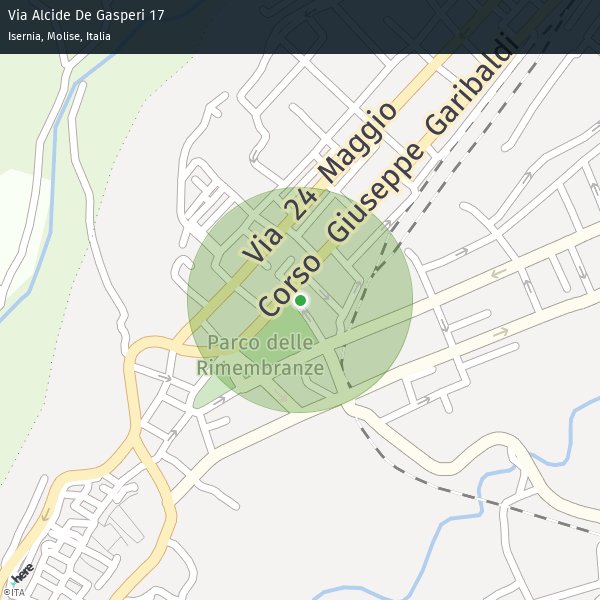 Via Alcide De Gasperi 17
Isernia, Molise, Italia
Via 24 Maggio
Corso Giuseppe Garibaldi
Parco delle
Rimembranze
here
©ITA